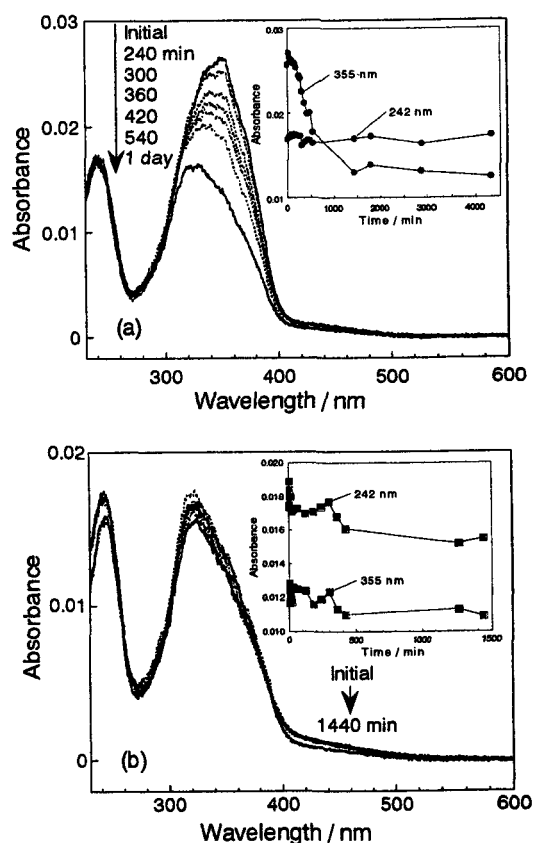 (a)
0.03
0.02
0.01
0
Absorbance
Initial
240 min
300
360
420
540
1 day
0.03
0.02
0.01
Absorbance
355-nm
242 nm
0 1000 2000 3000 4000
Time / min
300 400 500 600
Wavelength / nm
0.02
0.01
0
Absorbance
0.020
0.018
0.016
0.014
0.012
0.010
Absorbance
242 nm
355 nm
0 500 1000 1500
Time / min
Initial
1440 min
(b)
300 400 500 600
Wavelength / nm